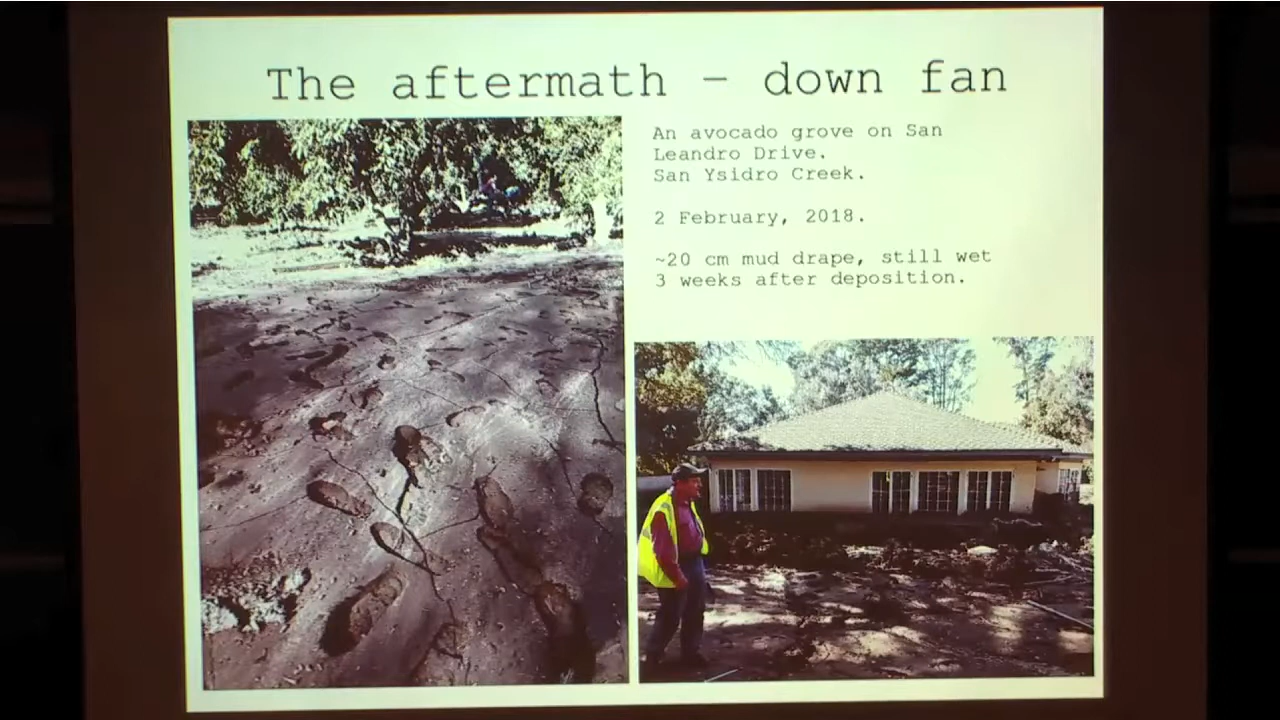 The aftermath – down fan
An avocado grove on San
Leandro Drive.
San Ysidro Creek.
2 February, 2018.
~20 cm mud drape, still wet
3 weeks after deposition.